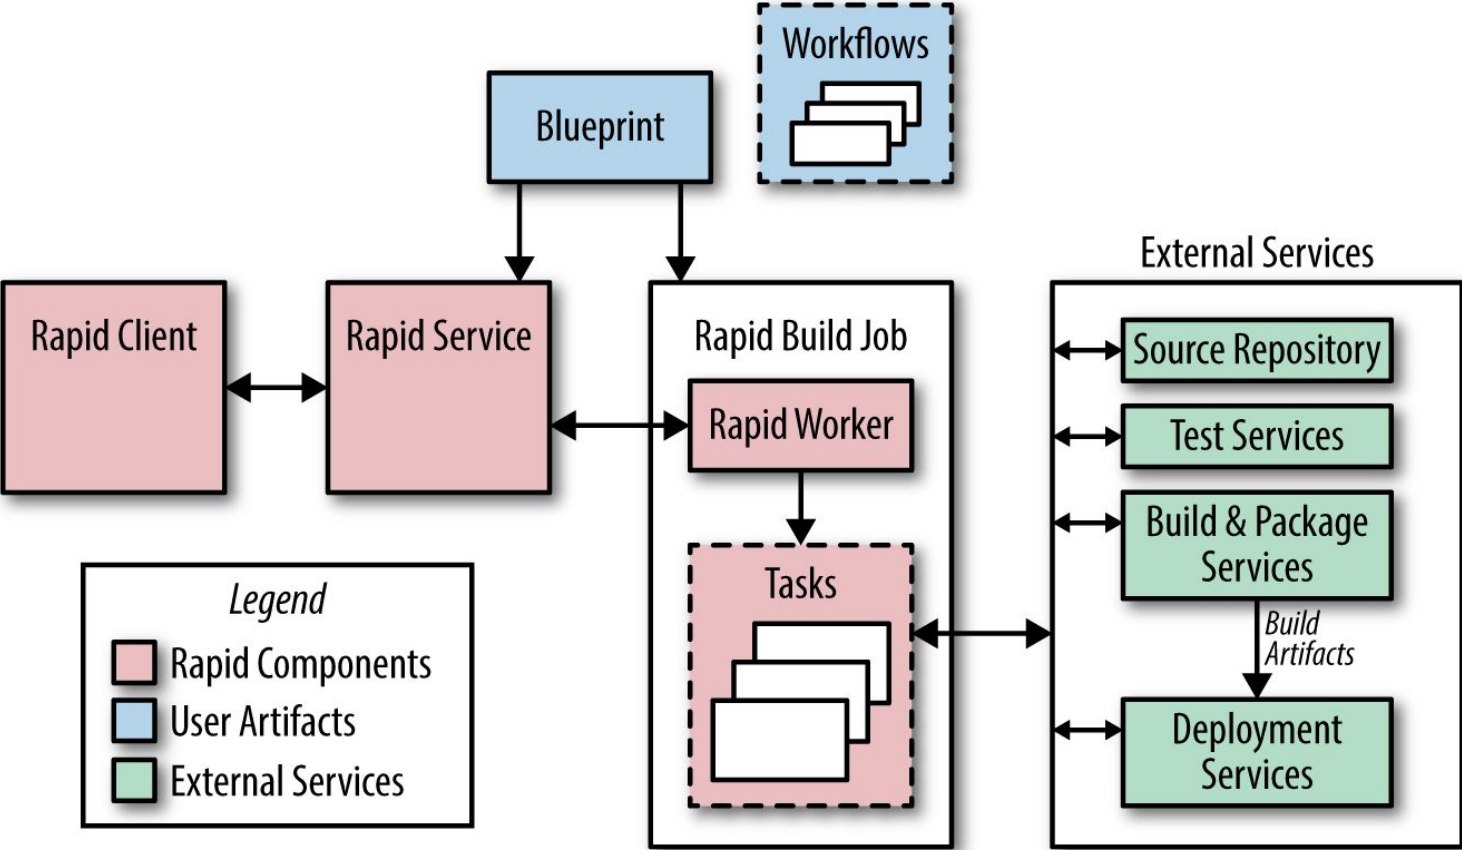 Workflows
Blueprint
External Services
Rapid Client
Rapid Service
Rapid Build Job
Source Repository
Rapid Worker
Test Services
Build & Package
Services
Tasks
Legend
Build
Artifacts
Rapid Components
User Artifacts
Deployment
Services
External Services